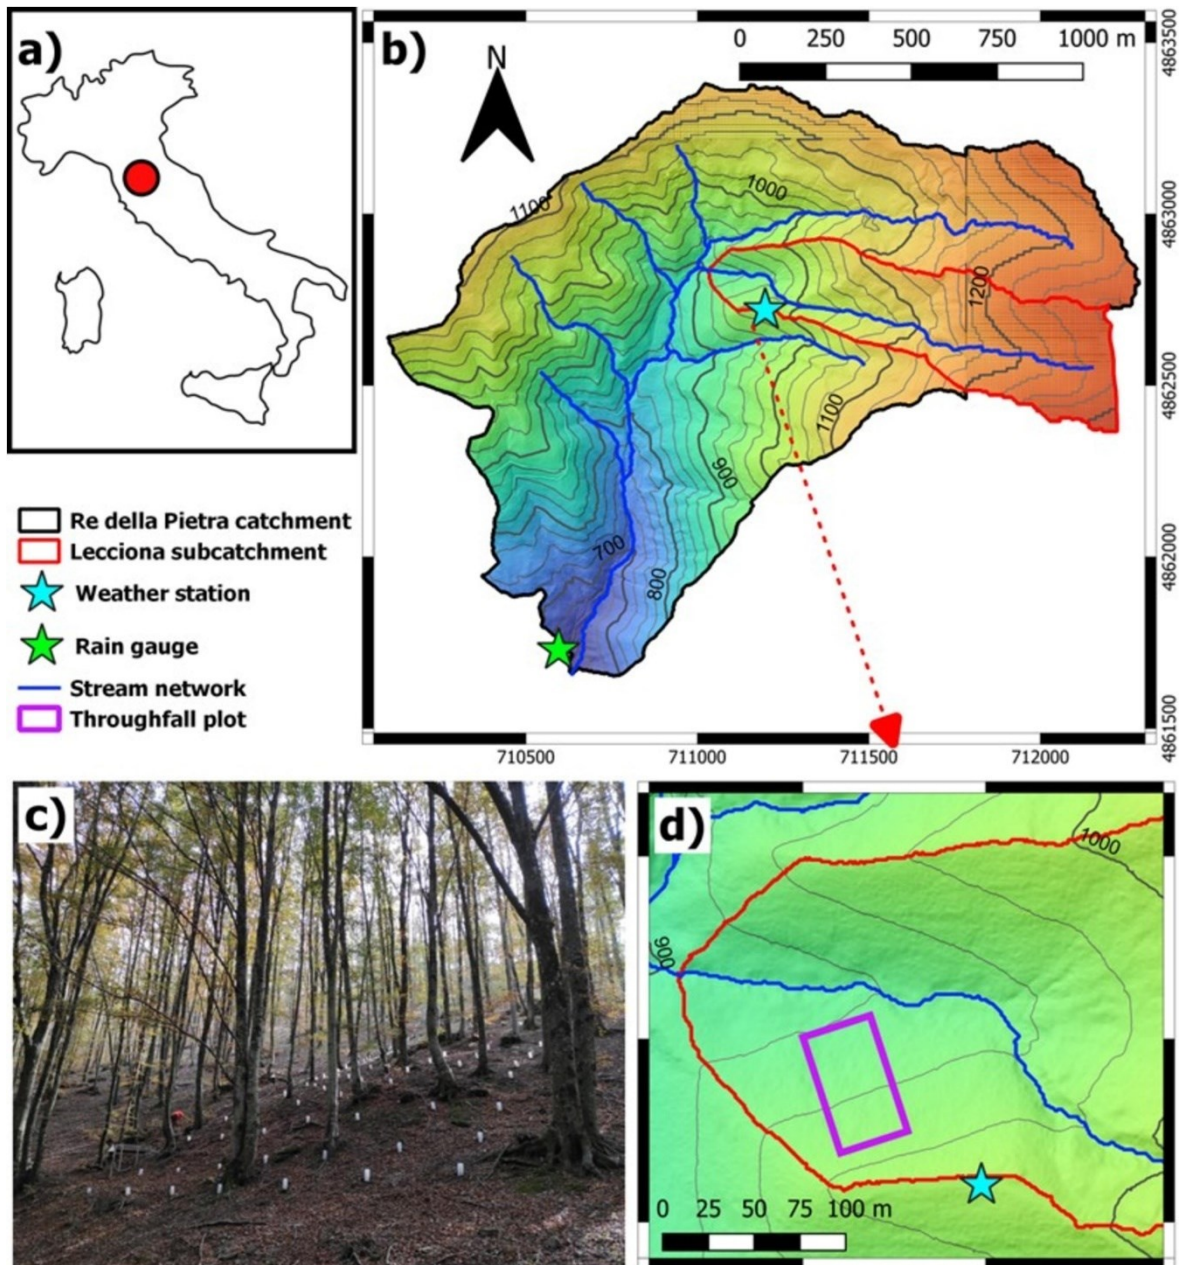 a)
b)
N
0 250 500 750 1000 m
4863500
4863000
4862500
4862000
4861500
1100
1000
1200
1100
900
700
800
710500 711000 711500 712000
Re della Pietra catchment
Lecciona subcatchment
Weather station
Rain gauge
Stream network
Throughfall plot
c)
d)
1000
900
0 25 50 75 100 m